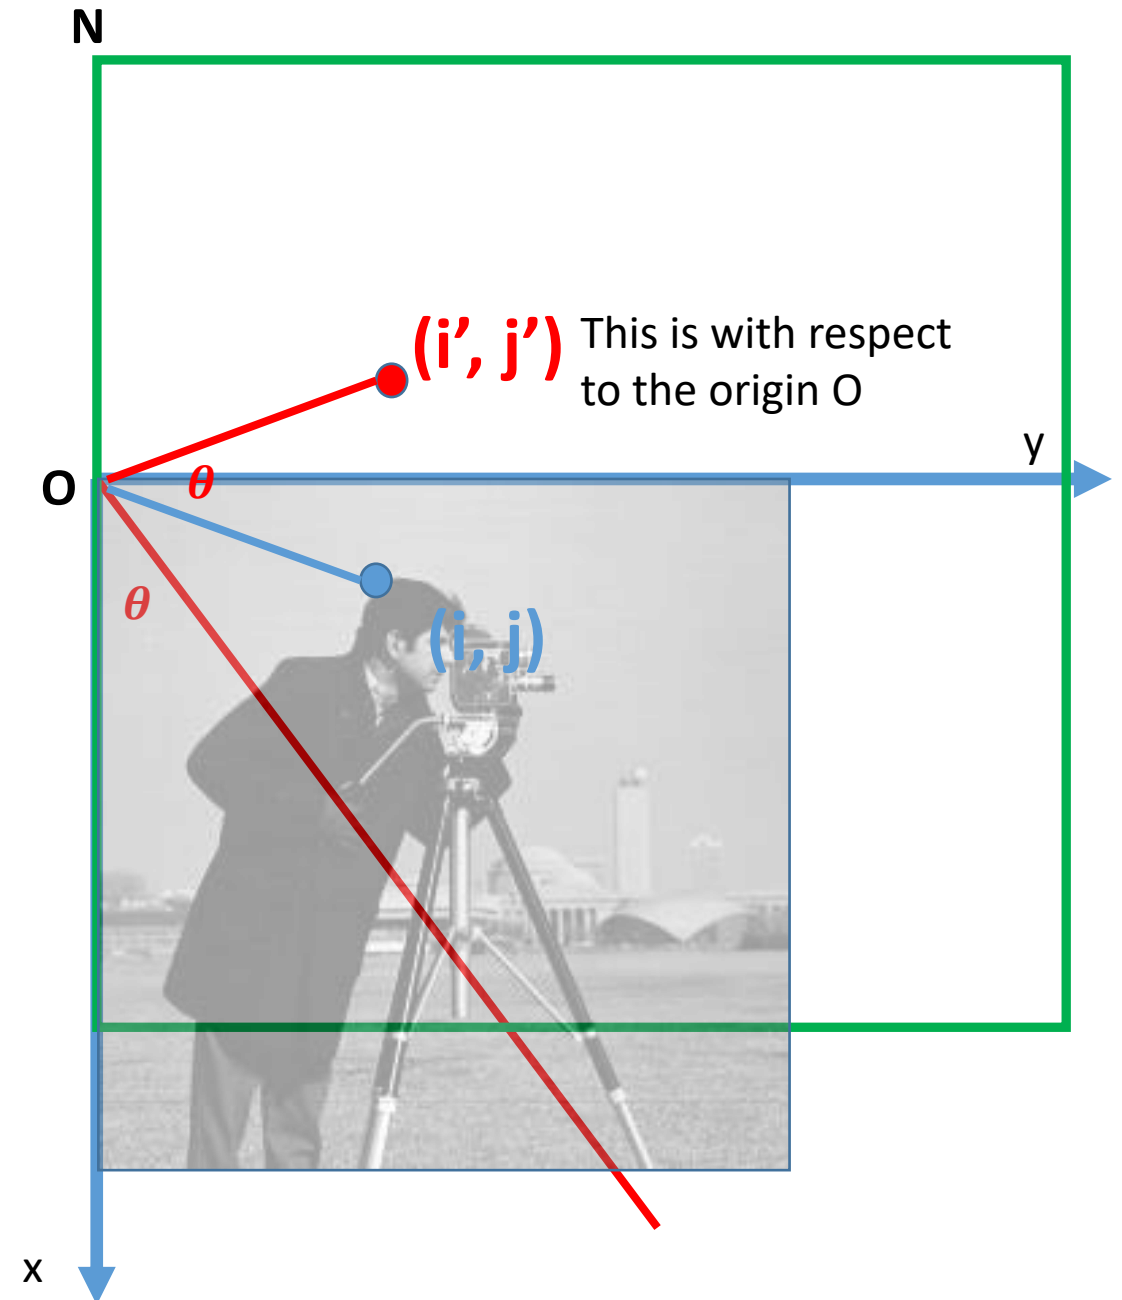 N
(i’, j’)
This is with respect
to the origin O
y
O
θ
θ
(i, j)
x